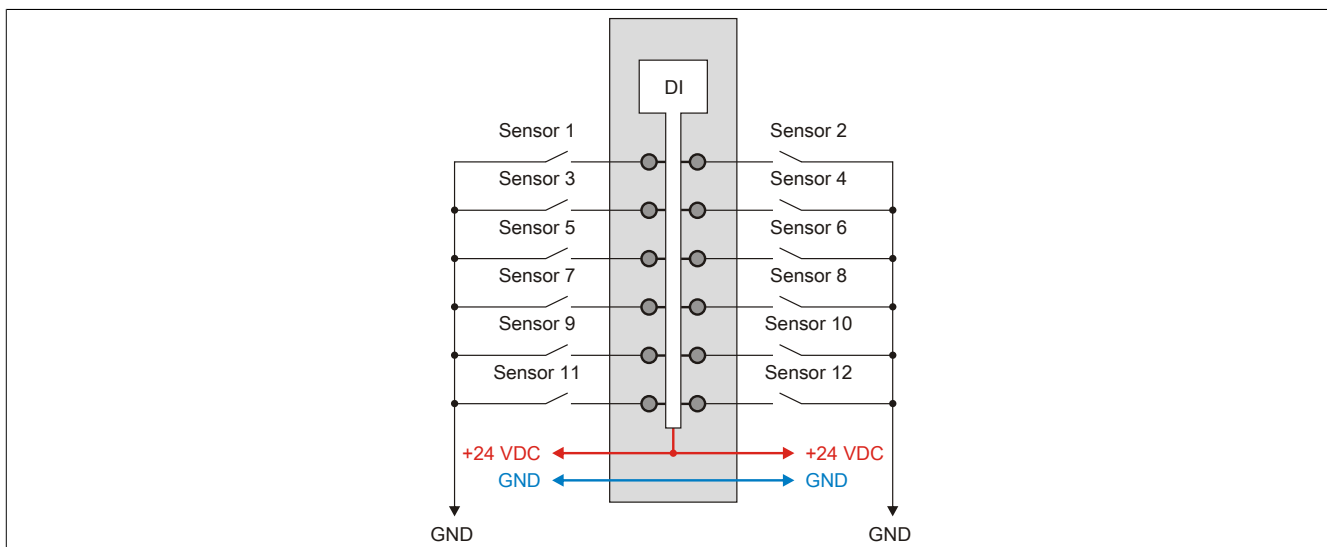 DI
Sensor 1 Sensor 2
Sensor 3 Sensor 4
Sensor 5 Sensor 6
Sensor 7 Sensor 8
Sensor 9 Sensor 10
Sensor 11 Sensor 12
+24 VDC +24 VDC
GND GND
GND GND